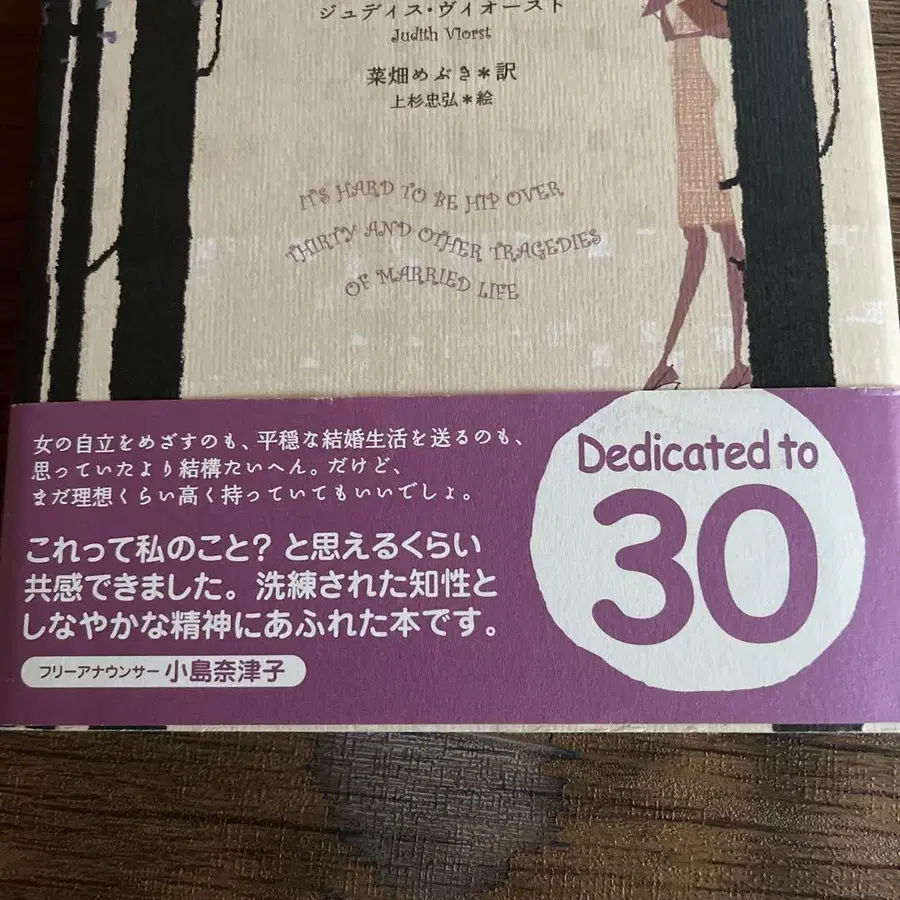 ジュディス・ヴィオースト
Judith Viorst
菜畑めぶき*訳
上杉忠弘*絵
IT'S HARD TO BE HIP OVER
THIRTY AND OTHER TRAGEDIES
OF MARRIED LIFE
女の自立をめざすのも、平穏な結婚生活を送るのも、
思っていたより結構たいへん。だけど、
まだ理想くらい高く持っていてもいいでしょ。
これって私のこと? と思えるくらい
共感できました。洗練された知性と
しなやかな精神にあふれた本です。
フリーアナウンサー 小島奈津子
Dedicated to
30